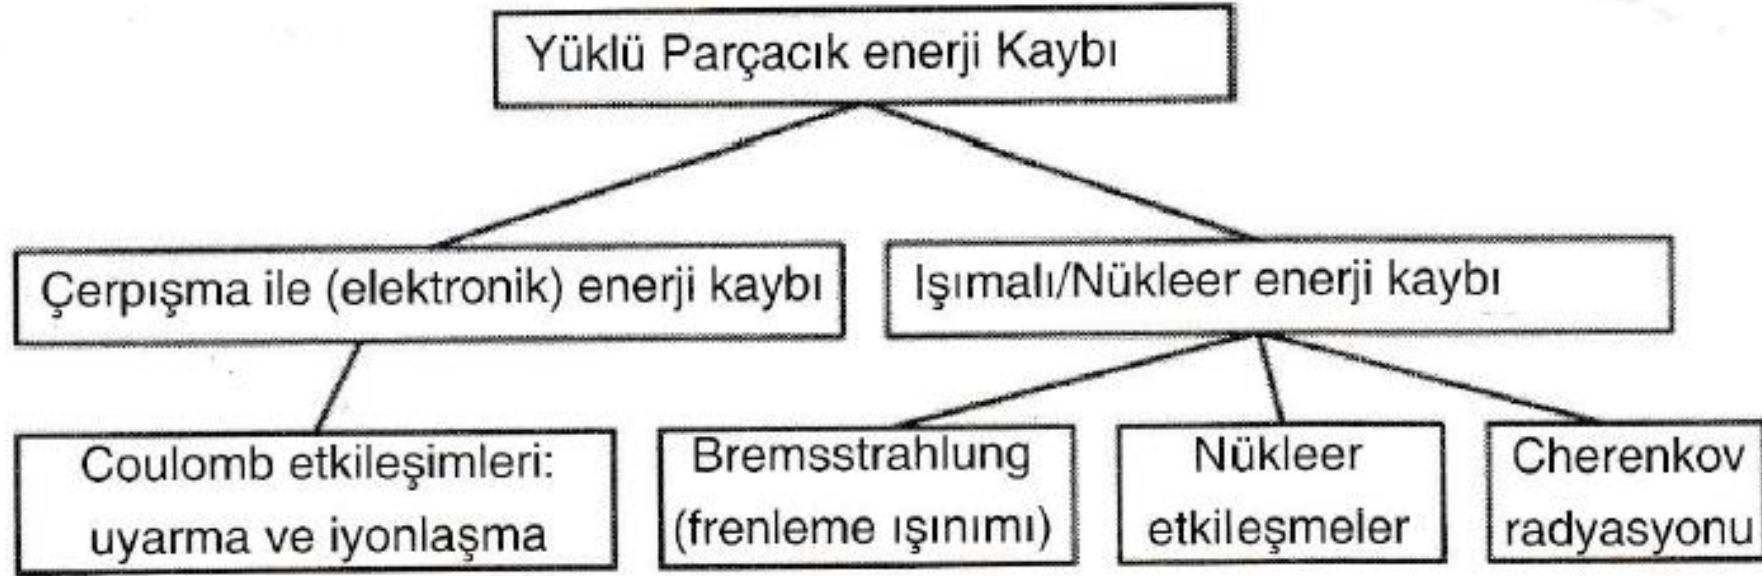 Yüklü Parçacık enerji Kaybı
Çerpışma ile (elektronik) enerji kaybı
Işımalı/Nükleer enerji kaybı
Coulomb etkileşimleri:
uyarma ve iyonlaşma
Bremsstrahlung
(frenleme ışınımı)
Nükleer
etkileşmeler
Cherenkov
radyasyonu